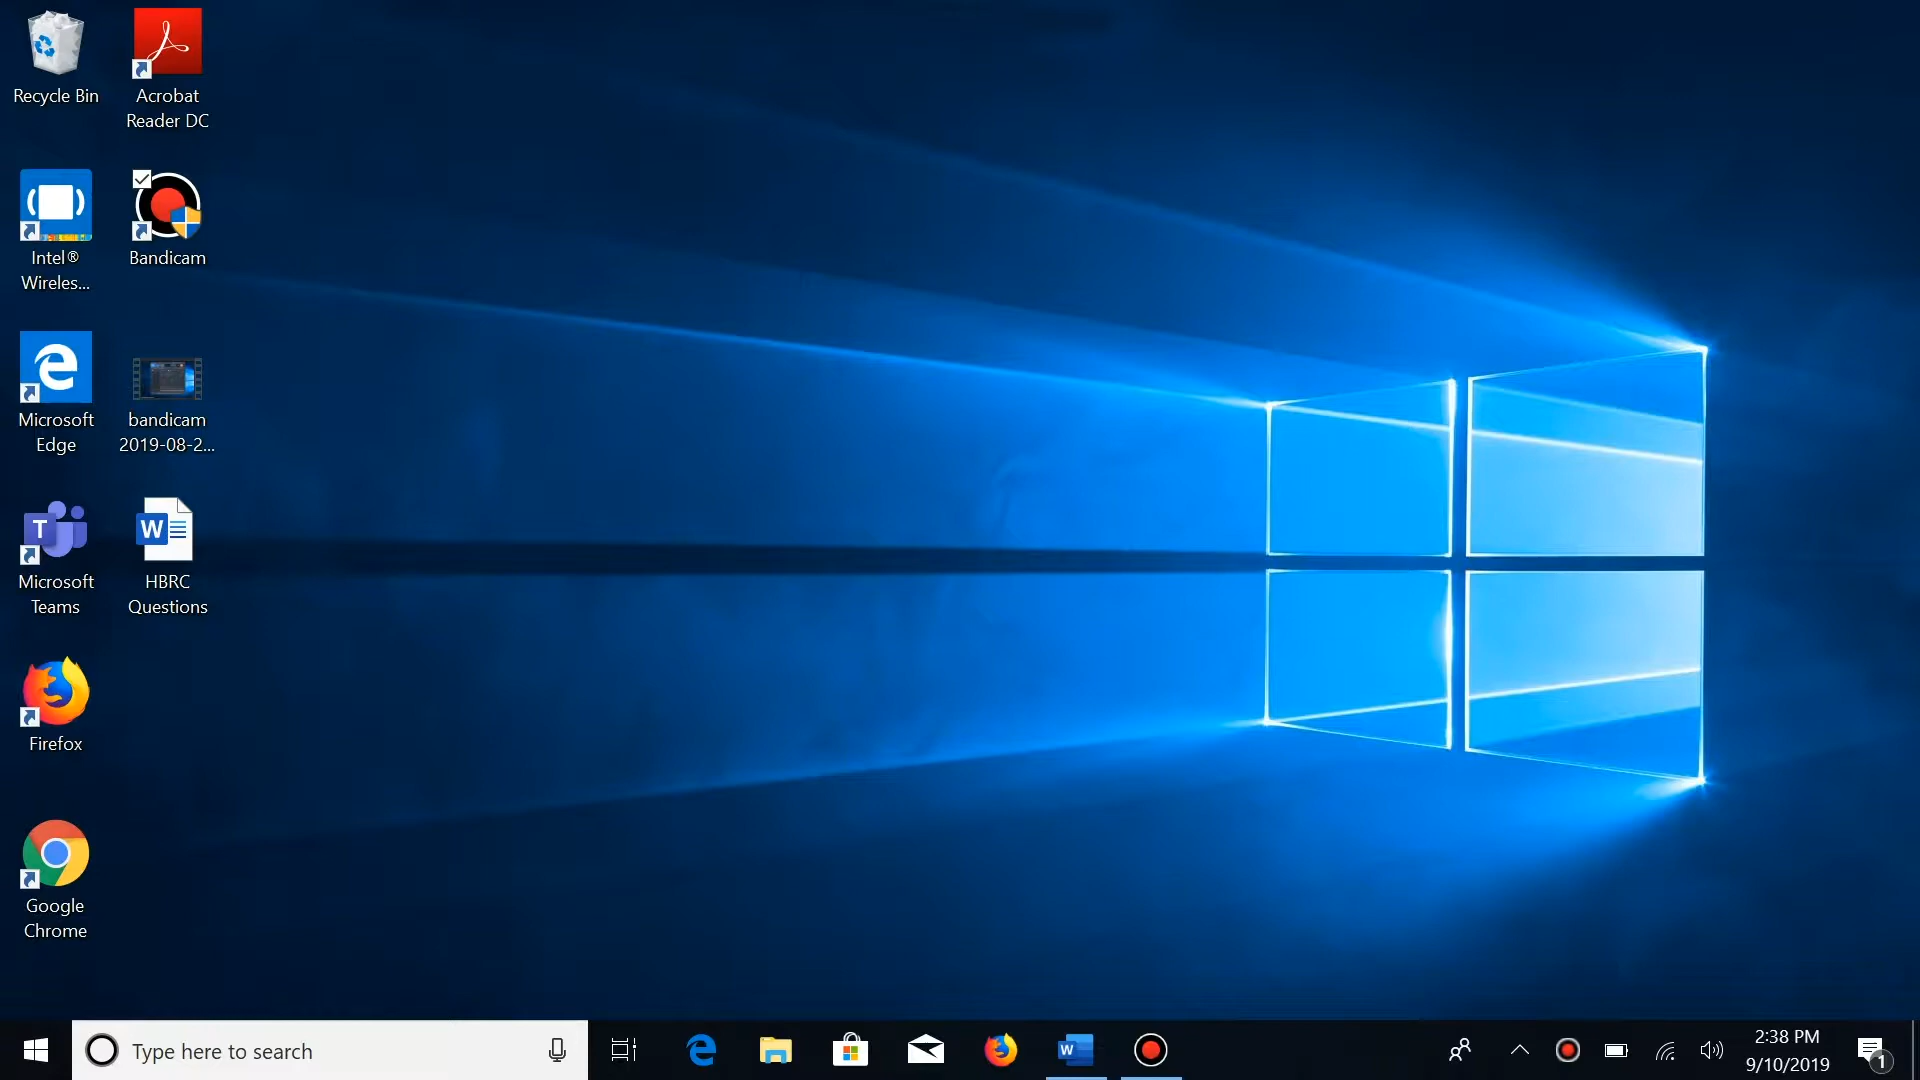 Recycle Bin
Acrobat
Reader DC
Intel®
Wireles...
Bandicam
Microsoft
Edge
bandicam
2019-08-2...
T
Microsoft
Teams
W
HBRC
Questions
Firefox
Google
Chrome
Type here to search
W
2:38 PM
9/10/2019
1